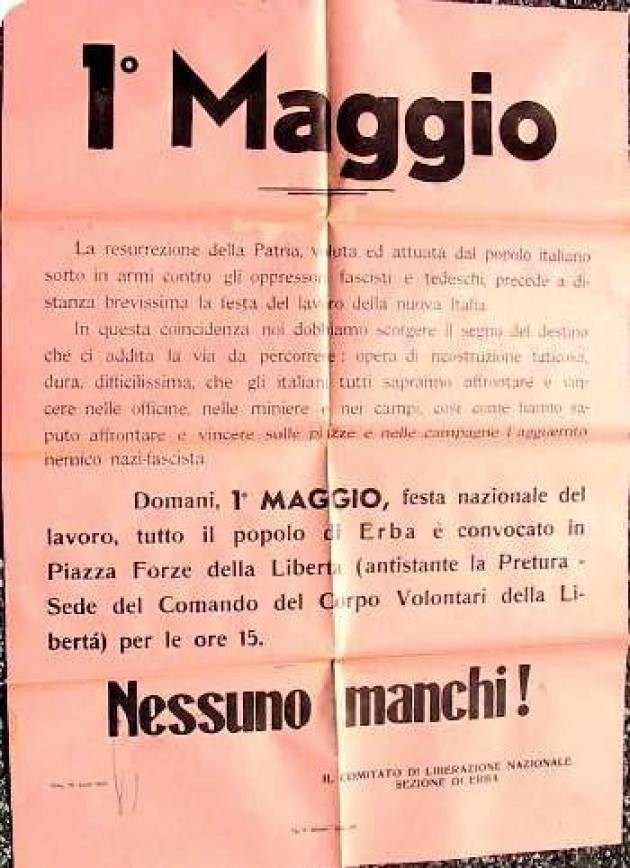 1° Maggio
La resurrezione della Patria, voluta ed attuata dal popolo italiano
sorto in armi contro gli oppressori fascisti e tedeschi, precede a di-
stanza brevissima la festa del lavoro della nuova Italia.
In questa coincidenza noi dobbiamo scorgere il segno del destino
che ci addita la via da percorrere: opera di ricostruzione faticosa,
dura, difficilissima, che gli italiani tutti sapranno affrontare e vin-
cere nelle officine, nelle miniere e nei campi, così come hanno sa-
puto affrontare e vincere sulle piazze e nelle campagne l'agguerrito
nemico nazi-fascista.
Domani, 1° MAGGIO, festa nazionale del
lavoro, tutto il popolo di Erba è convocato in
Piazza Forze della Libertà (antistante la Pretura -
Sede del Comando del Corpo Volontari della Li-
bertá) per le ore 15.
Nessuno manchi!
IL COMITATO DI LIBERAZIONE NAZIONALE
SEZIONE DI ERBA